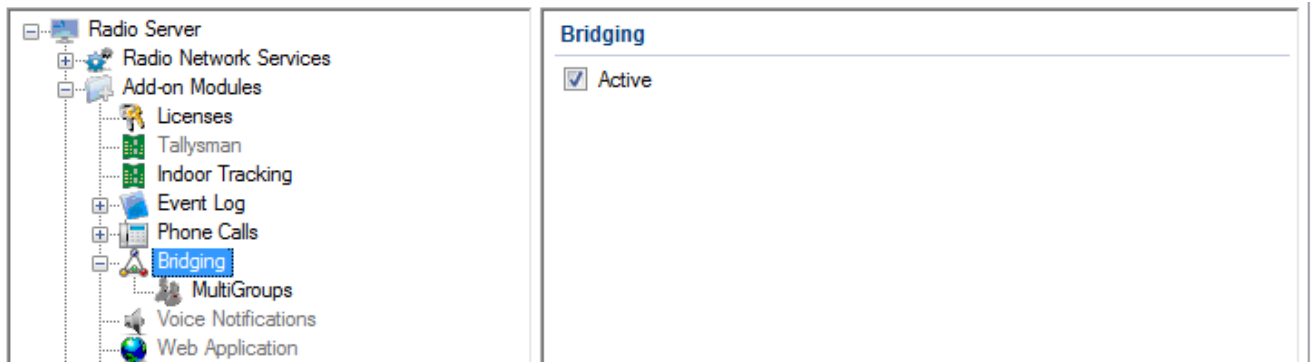 Radio Server
Radio Network Services
Add-on Modules
Licenses
Tallysman
Indoor Tracking
Event Log
Phone Calls
Bridging
MultiGroups
Voice Notifications
Web Application
Bridging
Active